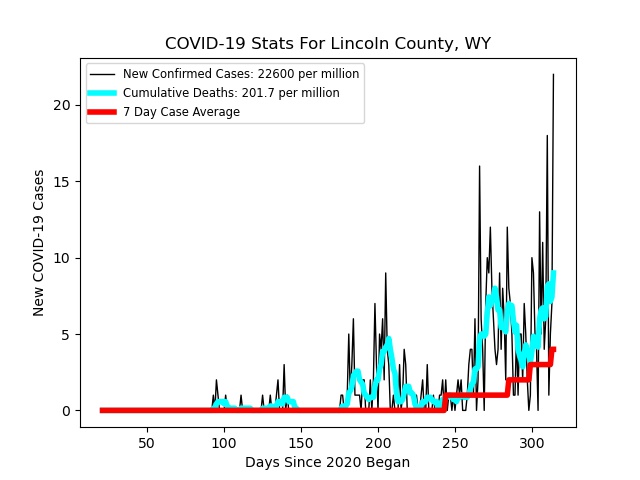 COVID-19 Stats For Lincoln County, WY
New Confirmed Cases: 22600 per million
Cumulative Deaths: 201.7 per million
7 Day Case Average
New COVID-19 Cases
20
15
10
5
0
50 100 150 200 250 300
Days Since 2020 Began